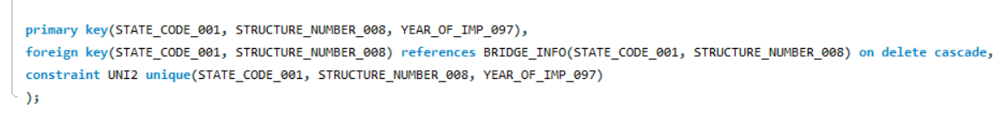 primary key(STATE_CODE_001, STRUCTURE_NUMBER_008, YEAR_OF_IMP_097),
foreign key(STATE_CODE_001, STRUCTURE_NUMBER_008) references BRIDGE_INFO(STATE_CODE_001, STRUCTURE_NUMBER_008) on delete cascade,
constraint UNI2 unique(STATE_CODE_001, STRUCTURE_NUMBER_008, YEAR_OF_IMP_097)
);